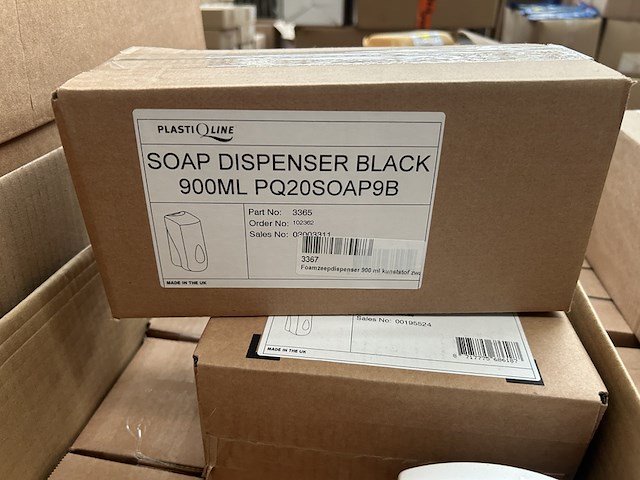 PLASTIQLINE
SOAP DISPENSER BLACK
900ML PQ20SOAP9B
Part No: 3365
Order No: 102362
Sales No: 03003311
3367
Foamzeepdispenser 900 ml kunststof zwa
MADE IN THE UK
Sales No: 00195524
MADE IN THE UK